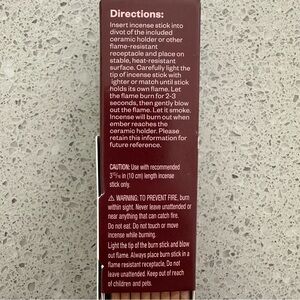 Directions:
Insert incense stick into
divot of the included
ceramic holder or other
flame-resistant
receptacle and place on
stable, heat-resistant
surface. Carefully light the
tip of incense stick with
lighter or match until stick
holds its own flame. Let
the flame burn for 2-3
seconds, then gently blow
out the flame. Let it smoke.
Incense will burn out when
ember reaches the
ceramic holder. Please
retain this information for
future reference.
CAUTION: Use with recommended
in (10 cm) length incense
stick only.
⚠ WARNING: TO PREVENT FIRE, burn
within sight. Never leave unattended or
near anything that can catch fire.
Do not eat. Do not touch or move
incense while burning.
Light the tip of the burn stick and blow
out flame. Always place burn stick in a
flame resistant receptacle. Do not
leave unattended. Keep out of reach
of children and pets.